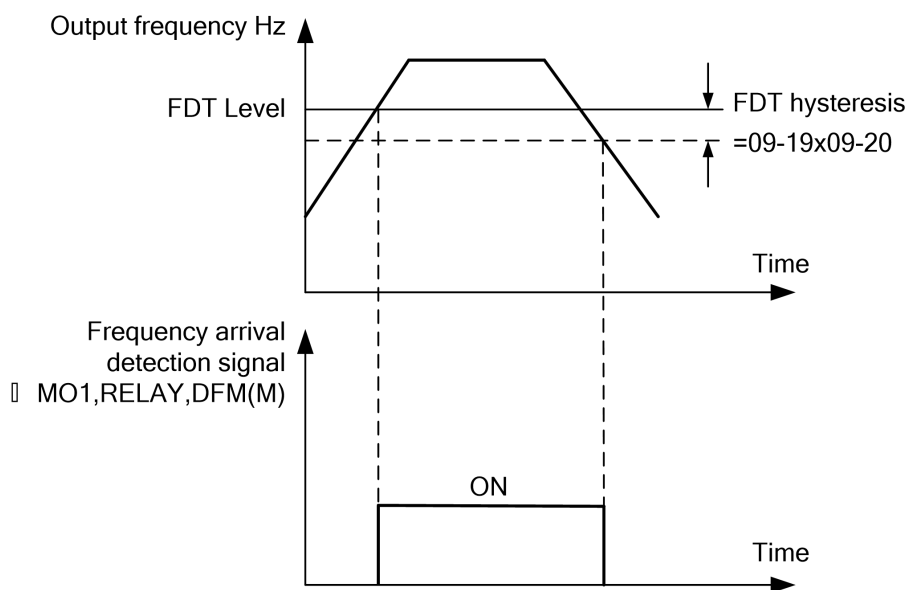 Output frequency Hz
FDT Level
FDT hysteresis
=09-19x09-20
Time
Frequency arrival
detection signal
▯ MO1,RELAY,DFM(M)
ON
Time